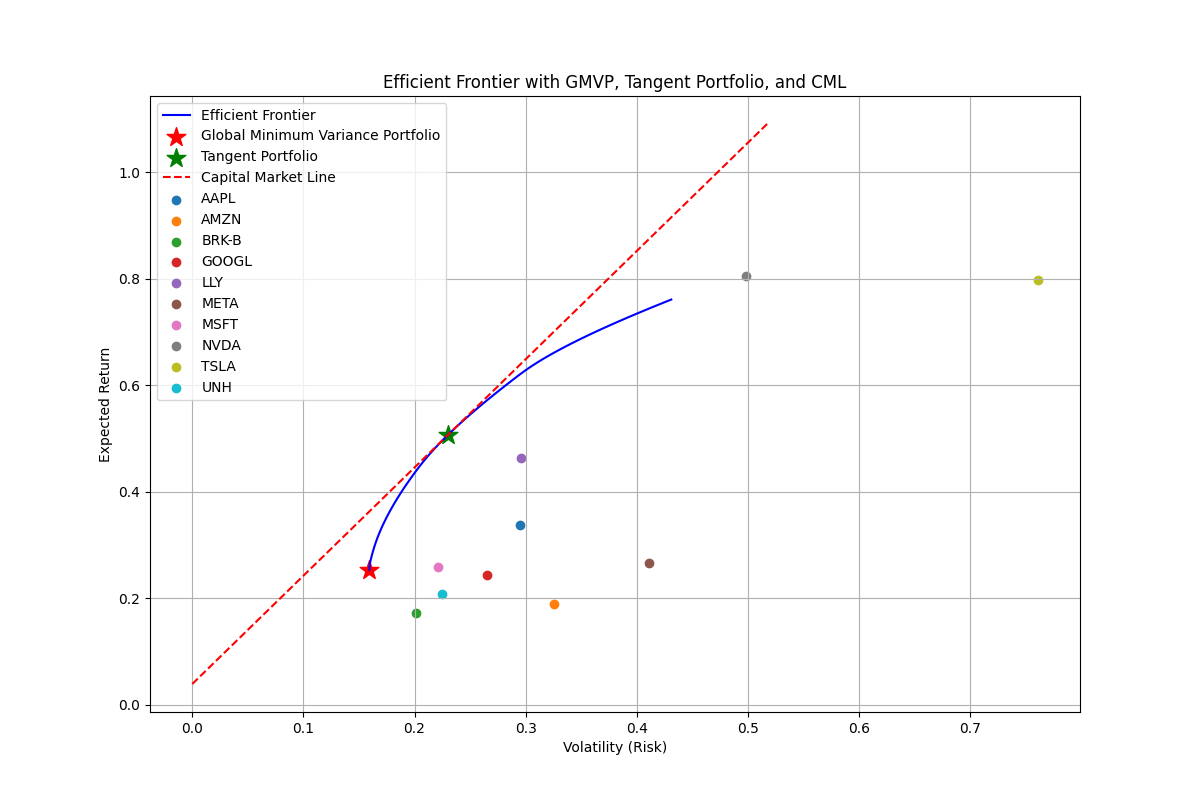 Efficient Frontier with GMVP, Tangent Portfolio, and CML
Efficient Frontier
Global Minimum Variance Portfolio
Tangent Portfolio
Capital Market Line
AAPL
AMZN
BRK-B
GOOGL
LLY
META
MSFT
NVDA
TSLA
UNH
Expected Return
1.0
0.8
0.6
0.4
0.2
0.0
0.0 0.1 0.2 0.3 0.4 0.5 0.6 0.7
Volatility (Risk)